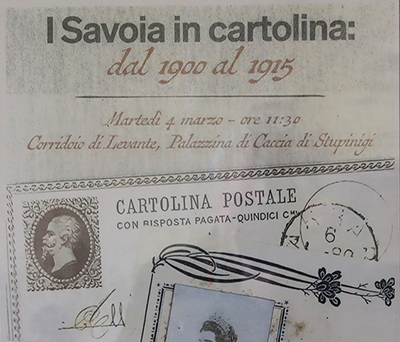 I Savoia in cartolina:
dal 1900 al 1915
Martedì 4 marzo - ore 11:30
Corridoio di Levante, Palazzina di Caccia di Stupinigi
CARTOLINA POSTALE
CON RISPOSTA PAGATA-QUINDICI
6